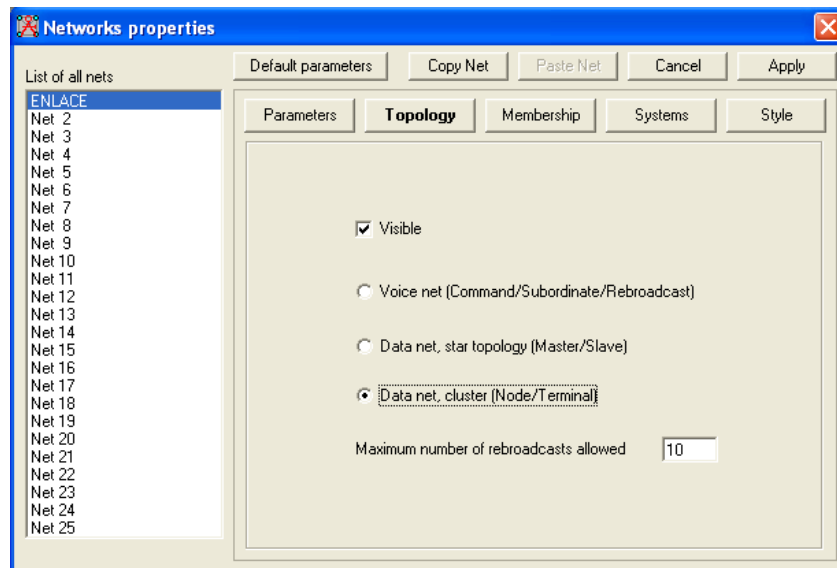 Networks properties
List of all nets
Default parameters
Copy Net
Paste Net
Cancel
Apply
ENLACE
Net 2
Net 3
Net 4
Net 5
Net 6
Net 7
Net 8
Net 9
Net 10
Net 11
Net 12
Net 13
Net 14
Net 15
Net 16
Net 17
Net 18
Net 19
Net 20
Net 21
Net 22
Net 23
Net 24
Net 25
Parameters
Topology
Membership
Systems
Style
Visible
Voice net (Command/Subordinate/Rebroadcast)
Data net, star topology (Master/Slave)
Data net, cluster (Node/Terminal)
Maximum number of rebroadcasts allowed 10